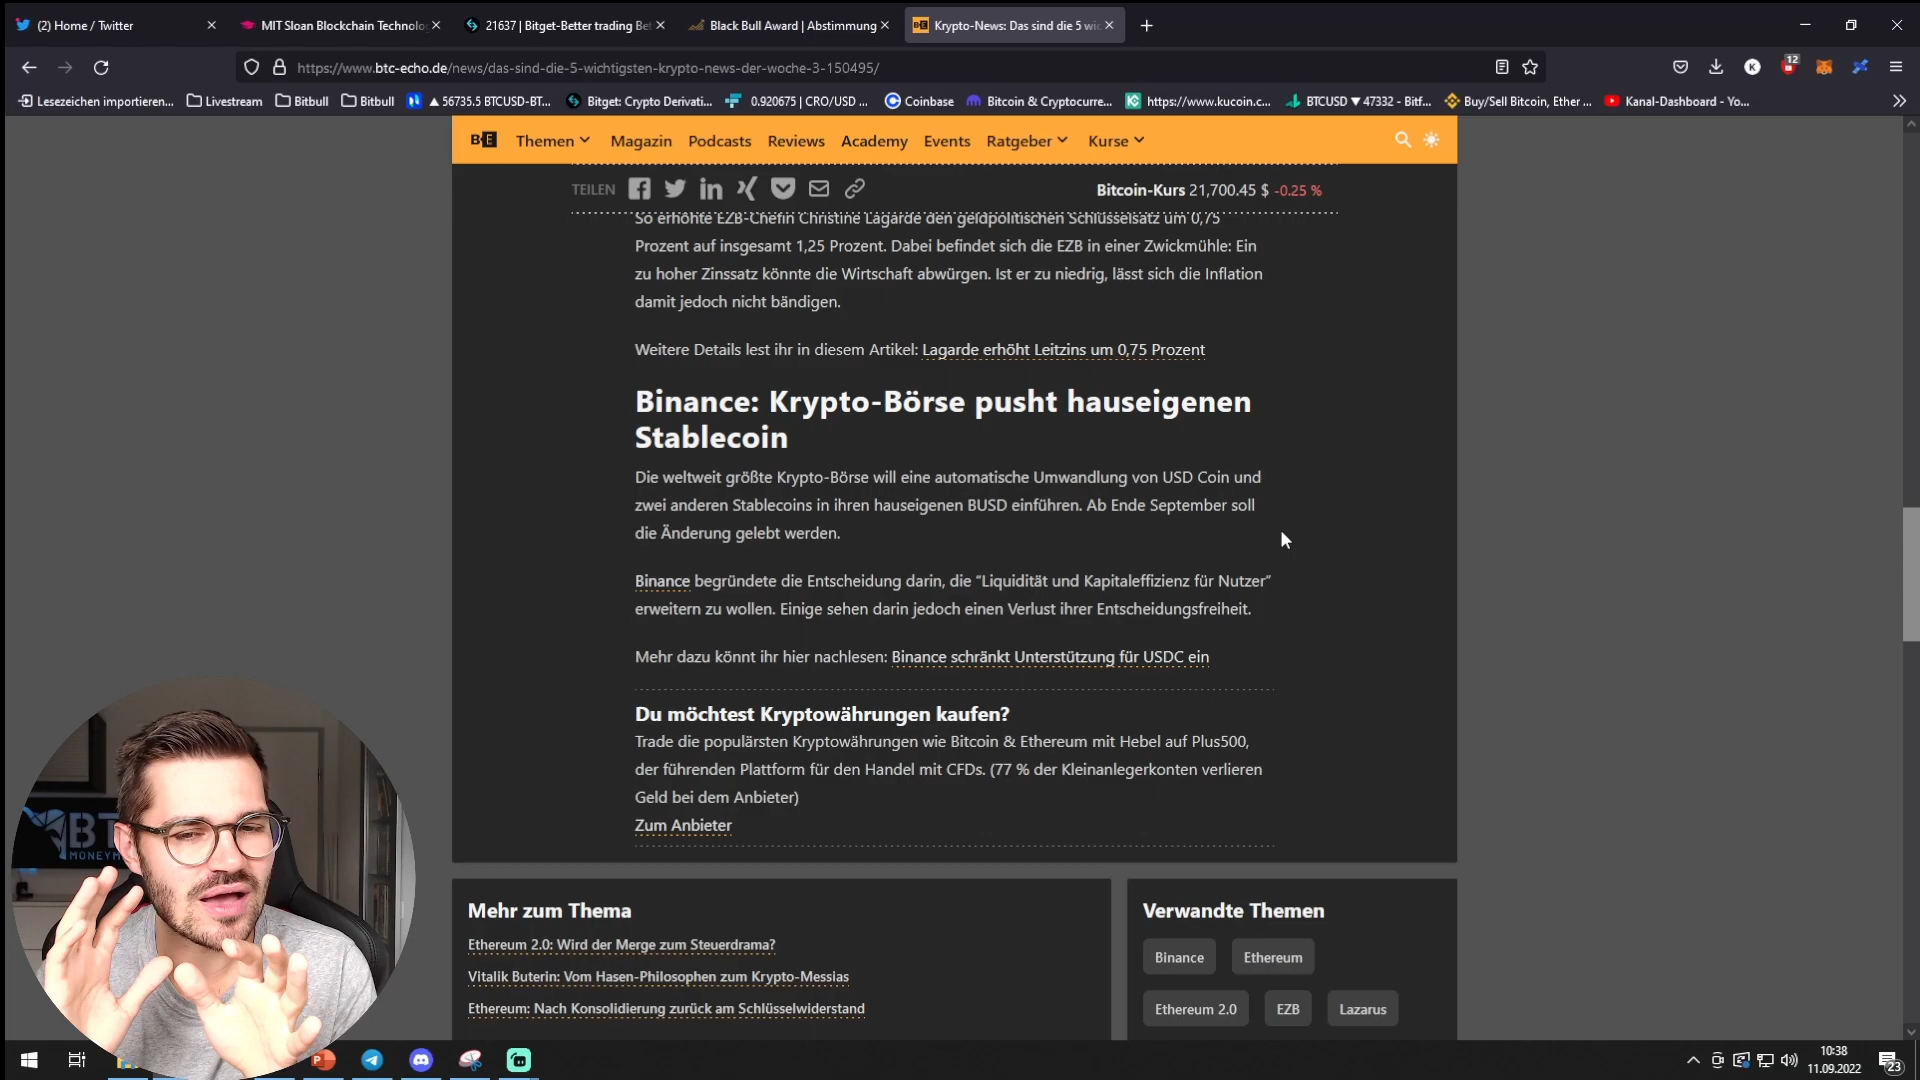 (2) Home / Twitter
MIT Sloan Blockchain Technolo
21637 | Bitget-Better trading Be
Black Bull Award | Abstimmung
Krypto-News: Das sind die 5 wic
https://www.btc-echo.de/news/das-sind-die-5-wichtigsten-krypto-news-der-woche-3-150495/
K
12
Lesezeichen importieren...
Livestream
Bitbull
Bitbull
▲ 56735.5 BTCUSD-BT...
Bitget: Crypto Derivati...
0.920675 | CRO/USD ...
Coinbase
Bitcoin & Cryptocurre...
https://www.kucoin.c...
BTCUSD ▼ 47332 - Bitf...
Buy/Sell Bitcoin, Ether ...
Kanal-Dashboard - Yo...
Themen
Magazin
Podcasts
Reviews
Academy
Events
Ratgeber
Kurse
TEILEN
Bitcoin-Kurs 21,700.45 $ -0.25 %
So erhöhte EZB-Chefin Christine Lagarde den geldpolitischen Schlüsselsatz um 0,75
Prozent auf insgesamt 1,25 Prozent. Dabei befindet sich die EZB in einer Zwickmühle: Ein
zu hoher Zinssatz könnte die Wirtschaft abwürgen. Ist er zu niedrig, lässt sich die Inflation
damit jedoch nicht bändigen.
Weitere Details lest ihr in diesem Artikel: Lagarde erhöht Leitzins um 0,75 Prozent
Binance: Krypto-Börse pusht hauseigenen
Stablecoin
Die weltweit größte Krypto-Börse will eine automatische Umwandlung von USD Coin und
zwei anderen Stablecoins in ihren hauseigenen BUSD einführen. Ab Ende September soll
die Änderung gelebt werden.
Binance begründete die Entscheidung darin, die “Liquidität und Kapitaleffizienz für Nutzer”
erweitern zu wollen. Einige sehen darin jedoch einen Verlust ihrer Entscheidungsfreiheit.
Mehr dazu könnt ihr hier nachlesen: Binance schränkt Unterstützung für USDC ein
Du möchtest Kryptowährungen kaufen?
Trade die populärsten Kryptowährungen wie Bitcoin & Ethereum mit Hebel auf Plus500,
der führenden Plattform für den Handel mit CFDs. (77 % der Kleinanlegerkonten verlieren
Geld bei dem Anbieter)
Zum Anbieter
Mehr zum Thema
Ethereum 2.0: Wird der Merge zum Steuerdrama?
Vitalik Buterin: Vom Hasen-Philosophen zum Krypto-Messias
Ethereum: Nach Konsolidierung zurück am Schlüsselwiderstand
Verwandte Themen
Binance
Ethereum
Ethereum 2.0
EZB
Lazarus
10:38
11.09.2022
23